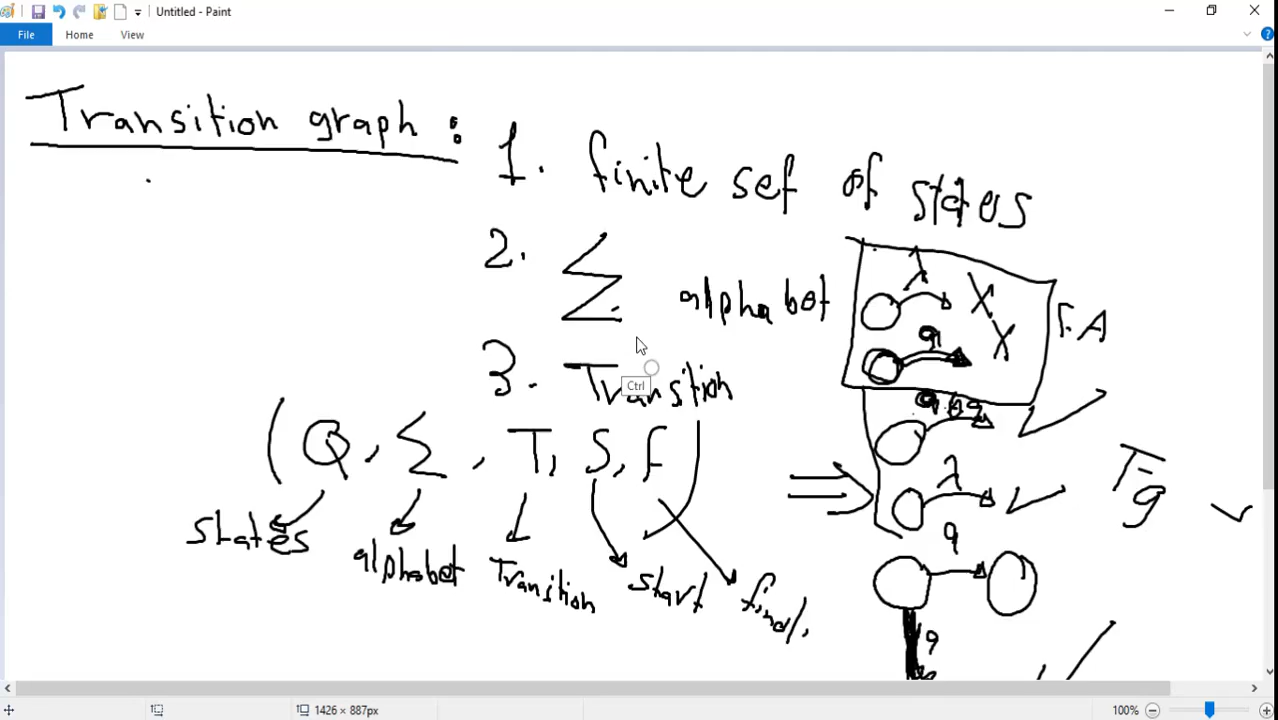 Untitled - Paint
File Home View
Transition graph :
1. finite set of states
2. Σ alphabet
λ X
X
F.A
3. Transition
(Q, Σ, T, S, F)
states
alphabet
Transition
start
final.
λ
T-g
Ctrl
1426 × 887px
100%